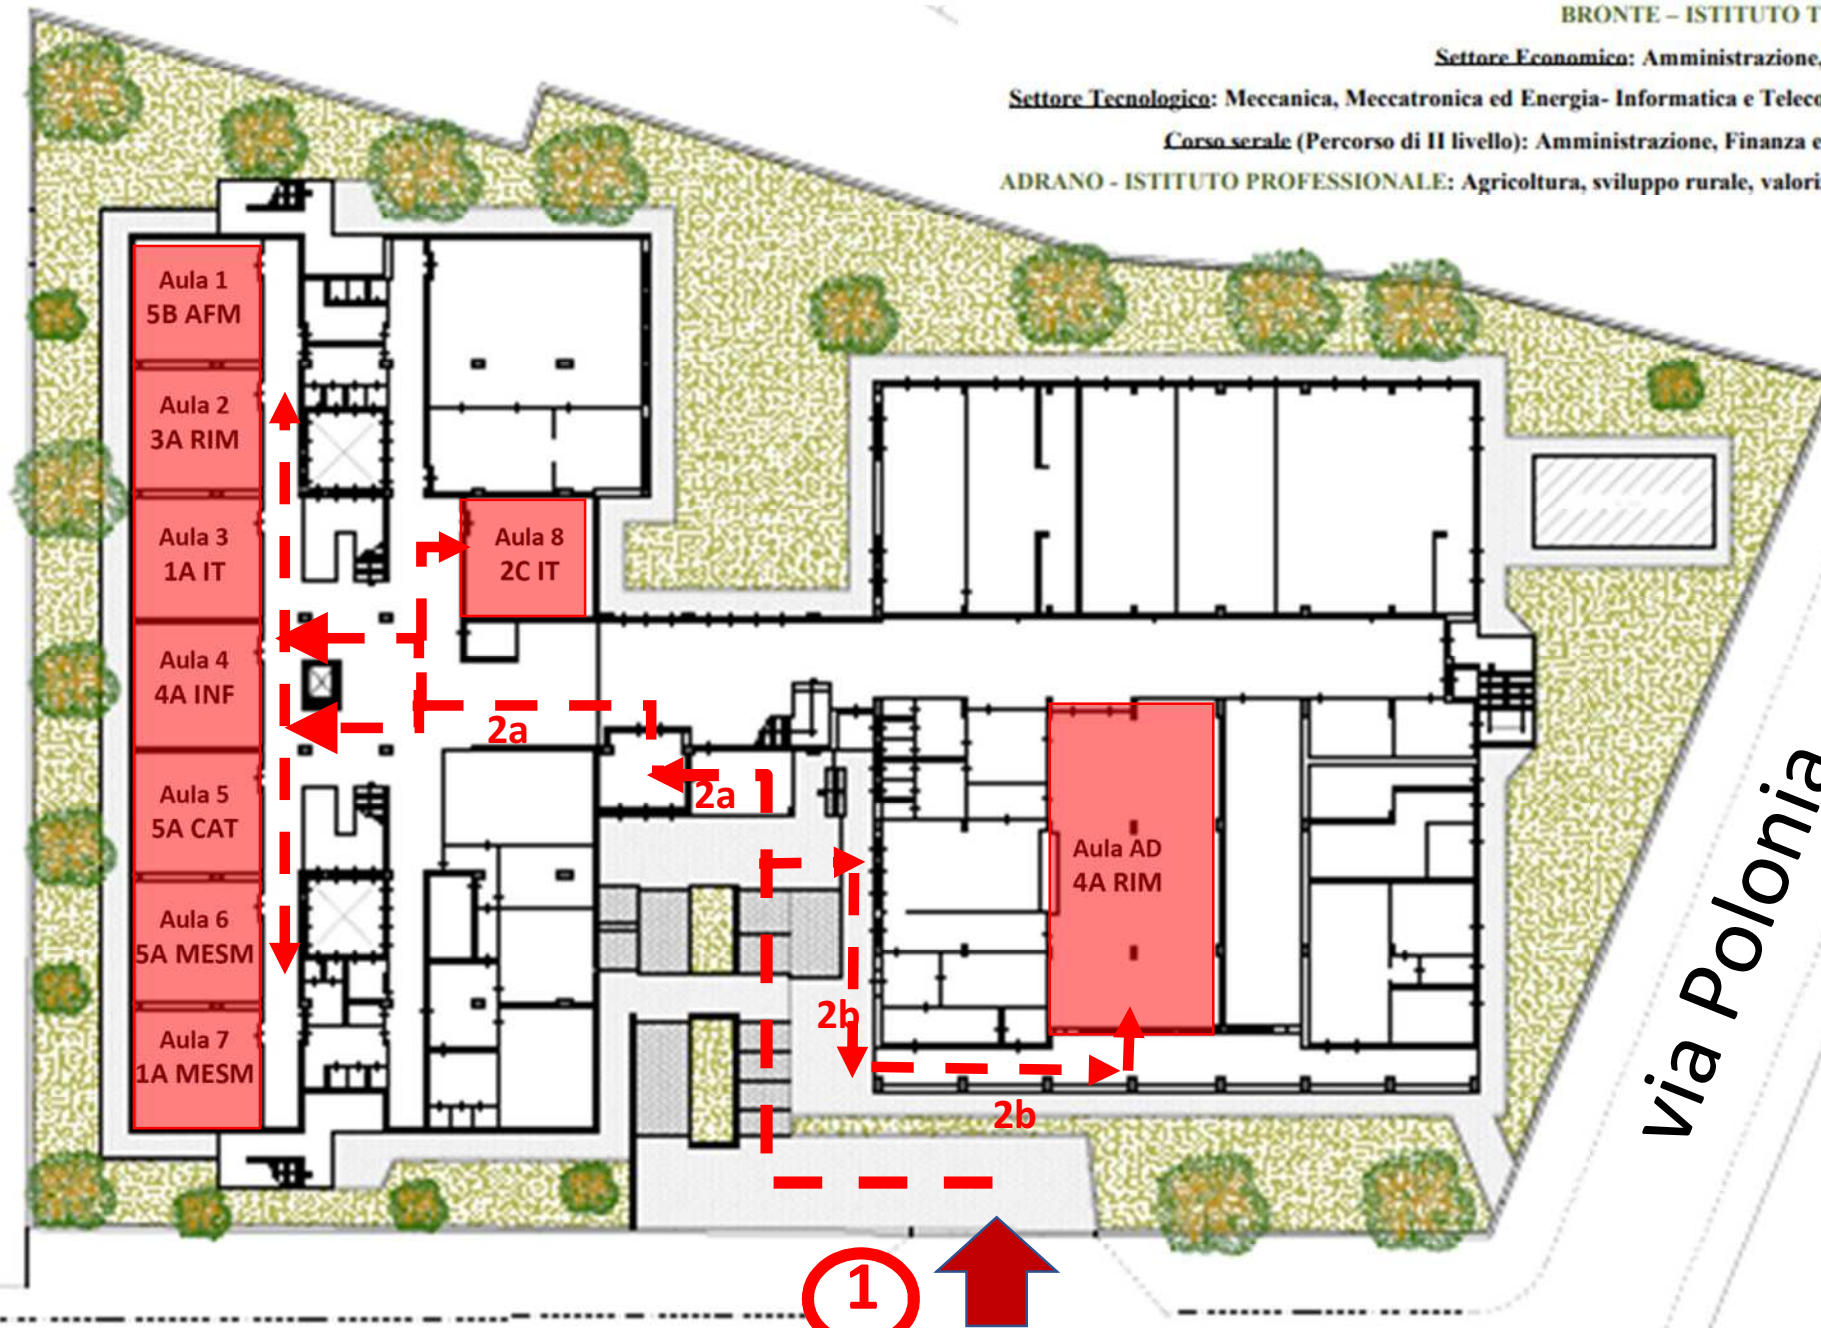 BRONTE – ISTITUTO T
Settore Economico: Amministrazione,
Settore Tecnologico: Meccanica, Meccatronica ed Energia- Informatica e Teleco
Corso serale (Percorso di II livello): Amministrazione, Finanza e
ADRANO - ISTITUTO PROFESSIONALE: Agricoltura, sviluppo rurale, valori
Aula 1
5B AFM
Aula 2
3A RIM
Aula 3
1A IT
Aula 8
2C IT
Aula 4
4A INF
2a
2a
Aula 5
5A CAT
Aula AD
4A RIM
Aula 6
5A MESM
2b
Aula 7
1A MESM
2b
via Polonia
1